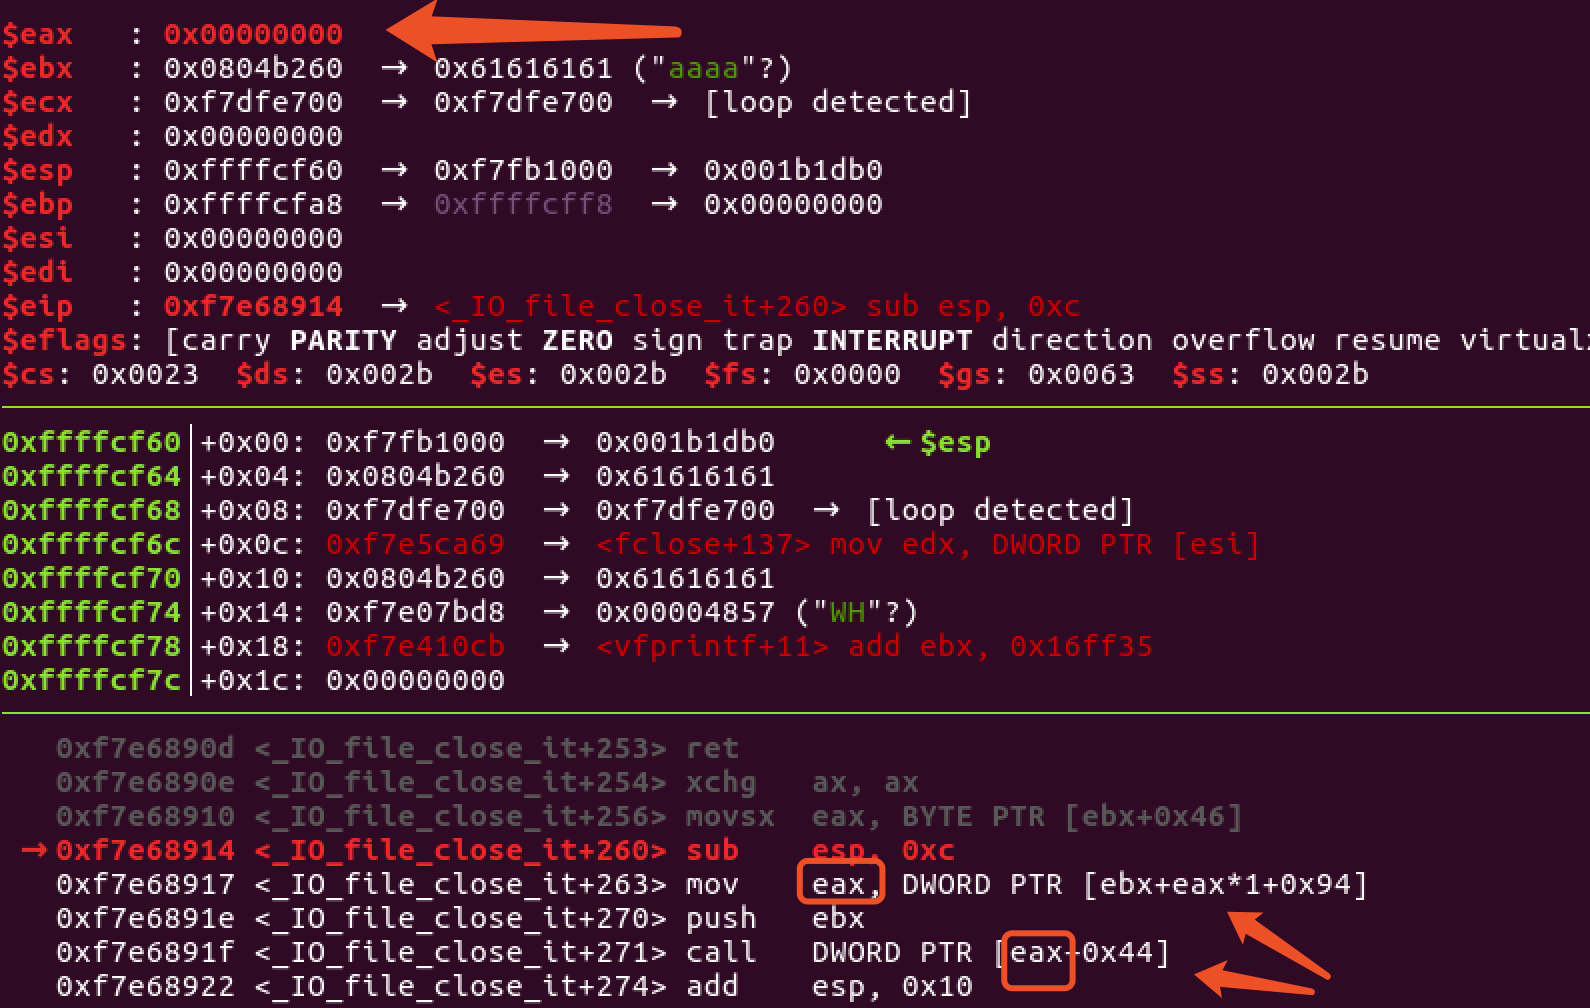 $eax   : 0x00000000
$ebx   : 0x0804b260  →  0x61616161 ("aaaa"?)
$ecx   : 0xf7dfe700  →  0xf7dfe700  →  [loop detected]
$edx   : 0x00000000
$esp   : 0xffffcf60  →  0xf7fb1000  →  0x001b1db0
$ebp   : 0xffffcfa8  →  0xffffcff8  →  0x00000000
$esi   : 0x00000000
$edi   : 0x00000000
$eip   : 0xf7e68914  →  <_IO_file_close_it+260> sub esp, 0xc
$eflags: [carry PARITY adjust ZERO sign trap INTERRUPT direction overflow resume
$cs: 0x0023  $ds: 0x002b  $es: 0x002b  $fs: 0x0000  $gs: 0x0063  $ss: 0x002b
0xffffcf60│+0x00: 0xf7fb1000  →  0x001b1db0      ←$esp
0xffffcf64│+0x04: 0x0804b260  →  0x61616161
0xffffcf68│+0x08: 0xf7dfe700  →  0xf7dfe700  →  [loop detected]
0xffffcf6c│+0x0c: 0xf7e5ca69  →  <fclose+137> mov edx, DWORD PTR [esi]
0xffffcf70│+0x10: 0x0804b260  →  0x61616161
0xffffcf74│+0x14: 0xf7e07bd8  →  0x00004857 ("WH"?)
0xffffcf78│+0x18: 0xf7e410cb  →  <vfprintf+11> add ebx, 0x16ff35
0xffffcf7c│+0x1c: 0x00000000
0xf7e6890d <_IO_file_close_it+253> ret
0xf7e6890e <_IO_file_close_it+254> xchg   ax, ax
0xf7e68910 <_IO_file_close_it+256> movsx  eax, BYTE PTR [ebx+0x46]
→0xf7e68914 <_IO_file_close_it+260> sub    esp, 0xc
0xf7e68917 <_IO_file_close_it+263> mov    eax, DWORD PTR [ebx+eax*1+0x94]
0xf7e6891e <_IO_file_close_it+270> push   ebx
0xf7e6891f <_IO_file_close_it+271> call   DWORD PTR [eax+0x44]
0xf7e68922 <_IO_file_close_it+274> add    esp, 0x10